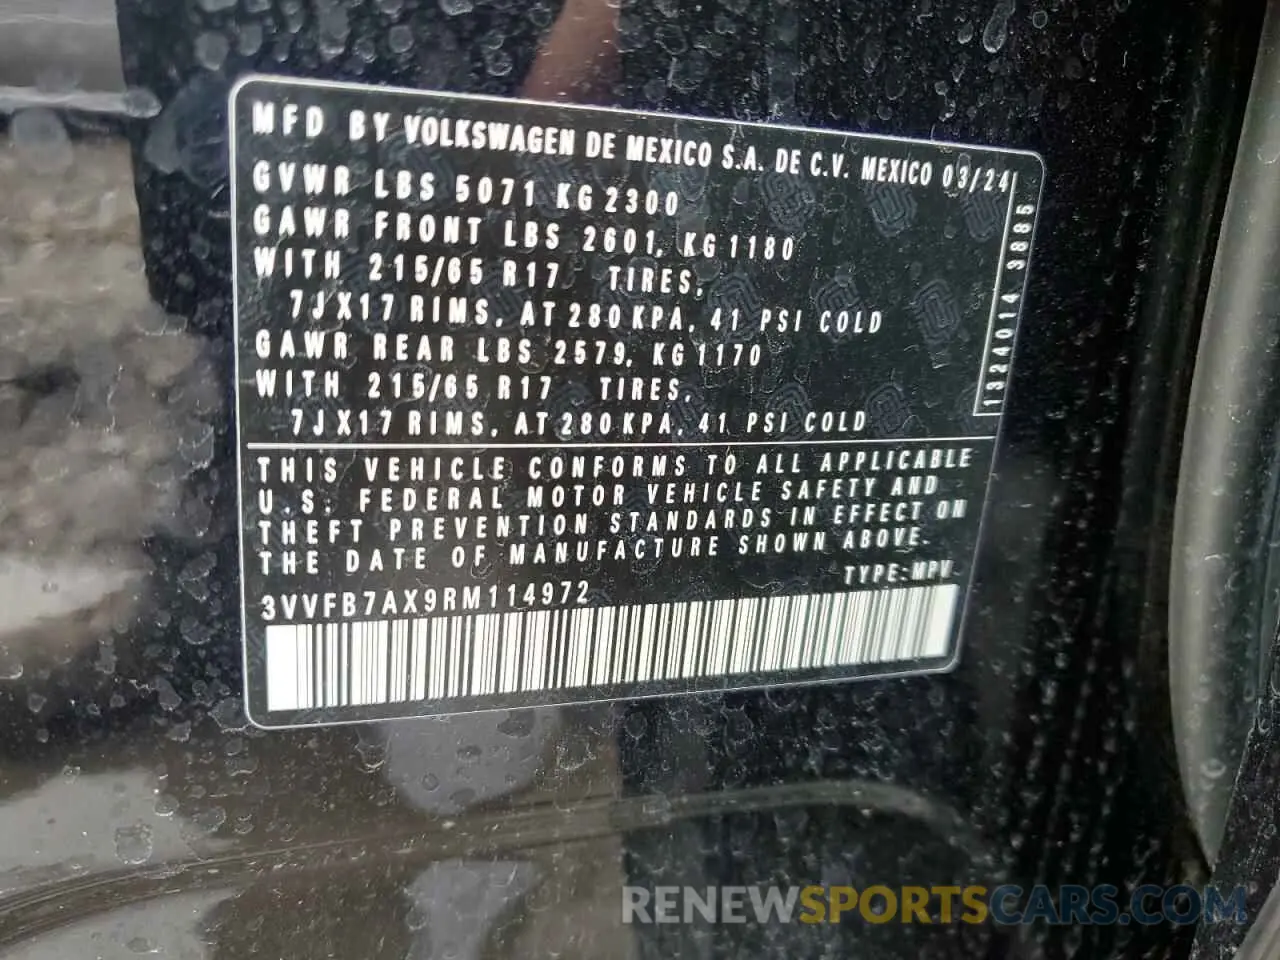 MFD BY VOLKSWAGEN DE MEXICO S.A. DE C.V. MEXICO 03/24
GVWR LBS 5071 KG 2300
GAWR FRONT LBS 2601, KG 1180
WITH 215/65 R17 TIRES,
7JX17 RIMS, AT 280 KPA, 41 PSI COLD
GAWR REAR LBS 2579, KG 1170
WITH 215/65 R17 TIRES,
7JX17 RIMS, AT 280 KPA, 41 PSI COLD
1324014 3885
THIS VEHICLE CONFORMS TO ALL APPLICABLE
U.S. FEDERAL MOTOR VEHICLE SAFETY AND
THEFT PREVENTION STANDARDS IN EFFECT ON
THE DATE OF MANUFACTURE SHOWN ABOVE.
TYPE:MPV
3VVFB7AX9RM114972
RENEWSPORTSCARS.COM